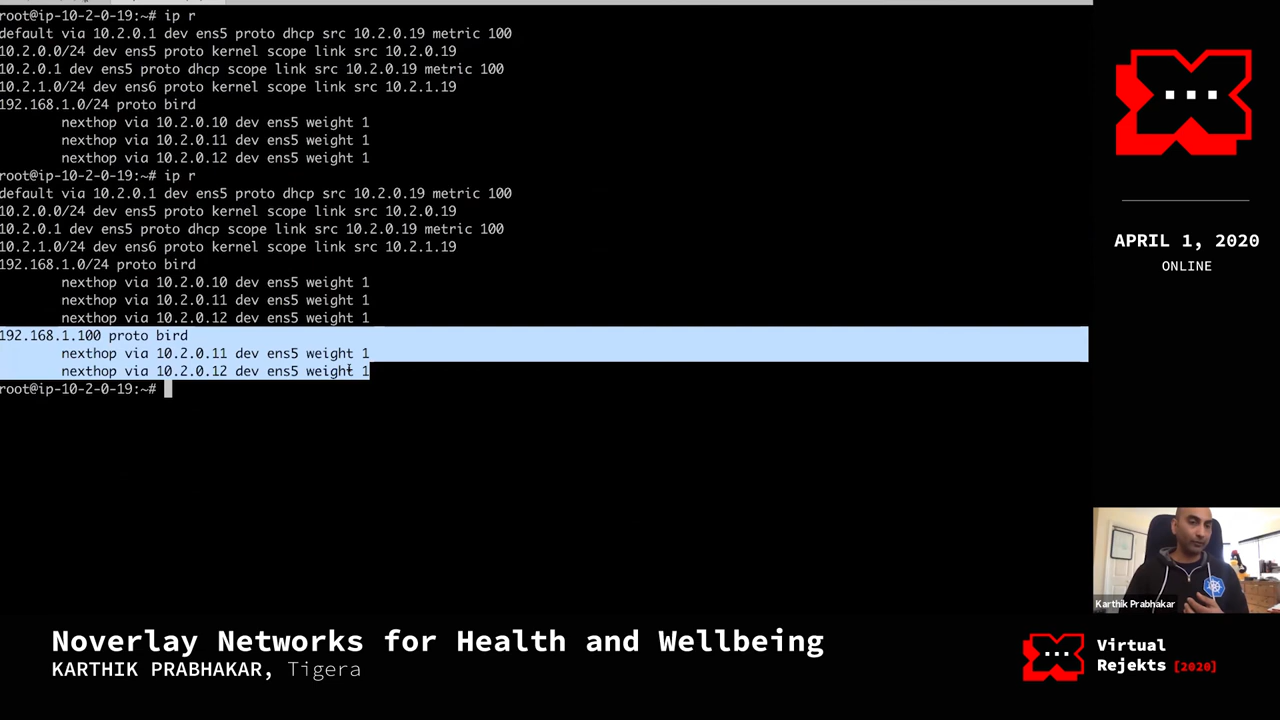 root@ip-10-2-0-19:~# ip r
default via 10.2.0.1 dev ens5 proto dhcp src 10.2.0.19 metric 100
10.2.0.0/24 dev ens5 proto kernel scope link src 10.2.0.19
10.2.0.1 dev ens5 proto dhcp scope link src 10.2.0.19 metric 100
10.2.1.0/24 dev ens6 proto kernel scope link src 10.2.1.19
192.168.1.0/24 proto bird
nexthop via 10.2.0.10 dev ens5 weight 1
nexthop via 10.2.0.11 dev ens5 weight 1
nexthop via 10.2.0.12 dev ens5 weight 1
root@ip-10-2-0-19:~# ip r
default via 10.2.0.1 dev ens5 proto dhcp src 10.2.0.19 metric 100
10.2.0.0/24 dev ens5 proto kernel scope link src 10.2.0.19
10.2.0.1 dev ens5 proto dhcp scope link src 10.2.0.19 metric 100
10.2.1.0/24 dev ens6 proto kernel scope link src 10.2.1.19
192.168.1.0/24 proto bird
nexthop via 10.2.0.10 dev ens5 weight 1
nexthop via 10.2.0.11 dev ens5 weight 1
nexthop via 10.2.0.12 dev ens5 weight 1
192.168.1.100 proto bird
nexthop via 10.2.0.11 dev ens5 weight 1
nexthop via 10.2.0.12 dev ens5 weight 1
root@ip-10-2-0-19:~#
APRIL 1, 2020
ONLINE
Karthik Prabhakar
Noverlay Networks for Health and Wellbeing
KARTHIK PRABHAKAR, Tigera
Virtual
Rejekts [2020]